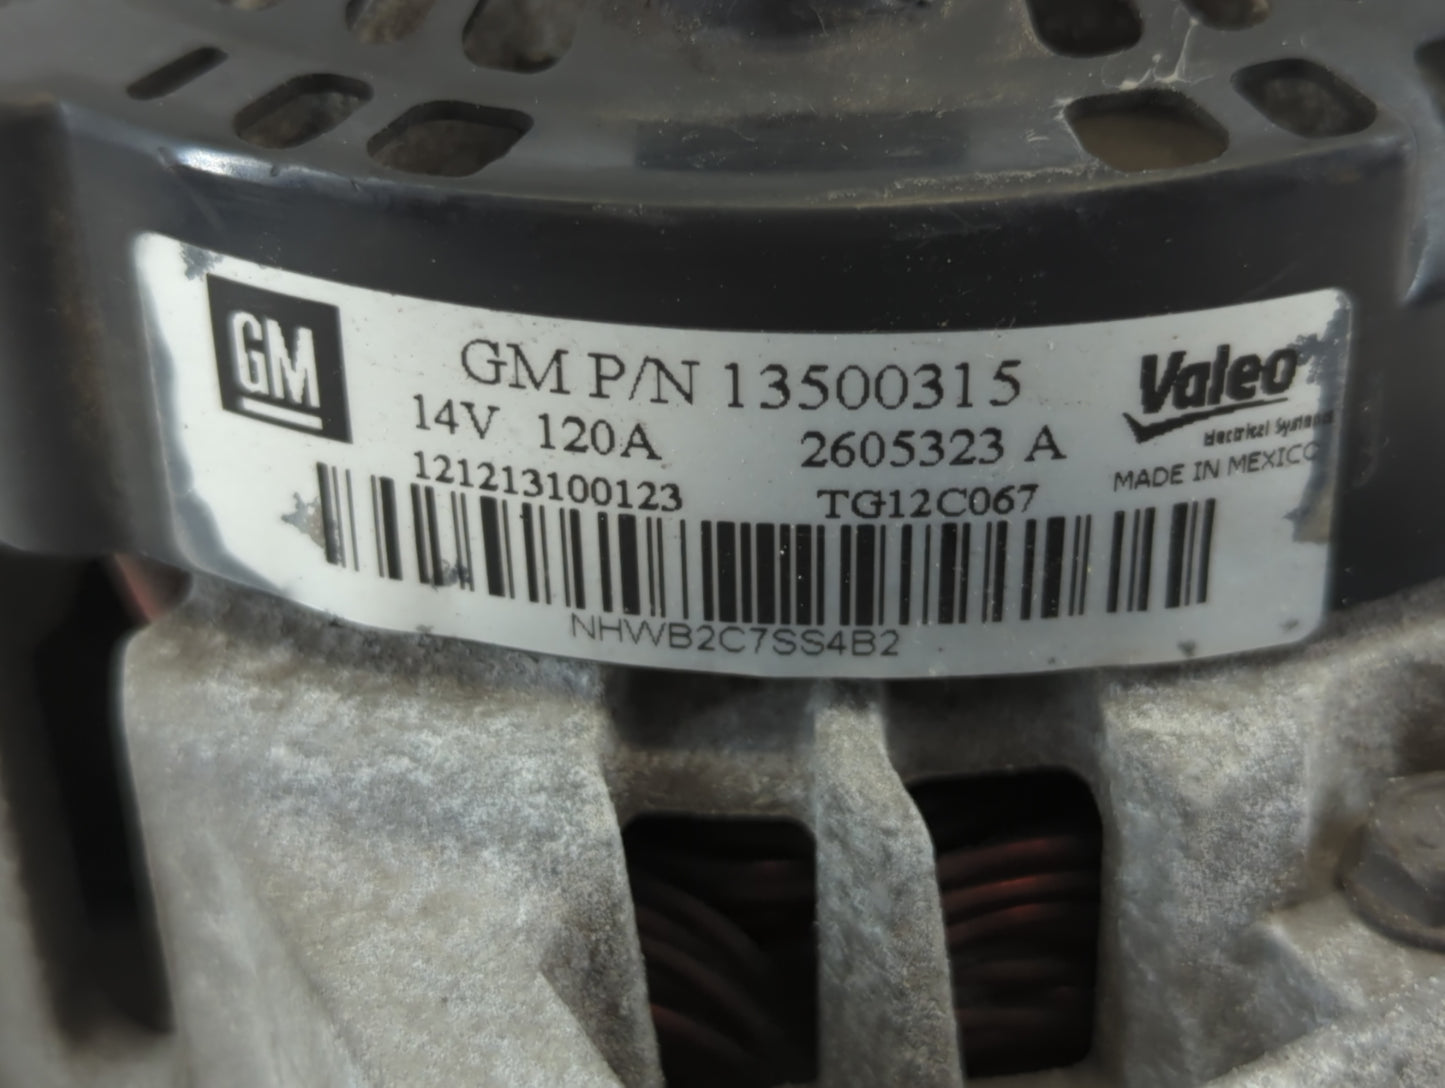 GM
GM P/N 13500315
14V 120A 2605323 A
121213100123 TG12C067
Valeo
Electrical Systems
MADE IN MEXICO
NHWB2C7SS4B2